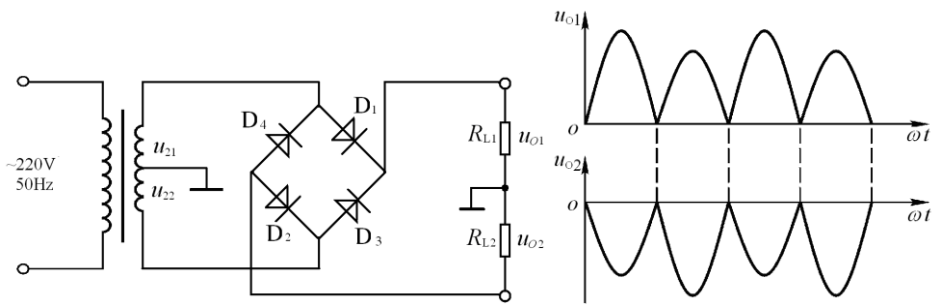 ~220V
50Hz
u21
u22
D4
D1
D2
D3
RL1
uO1
RL2
uO2
uO1
o
ωt
uO2
o
ωt